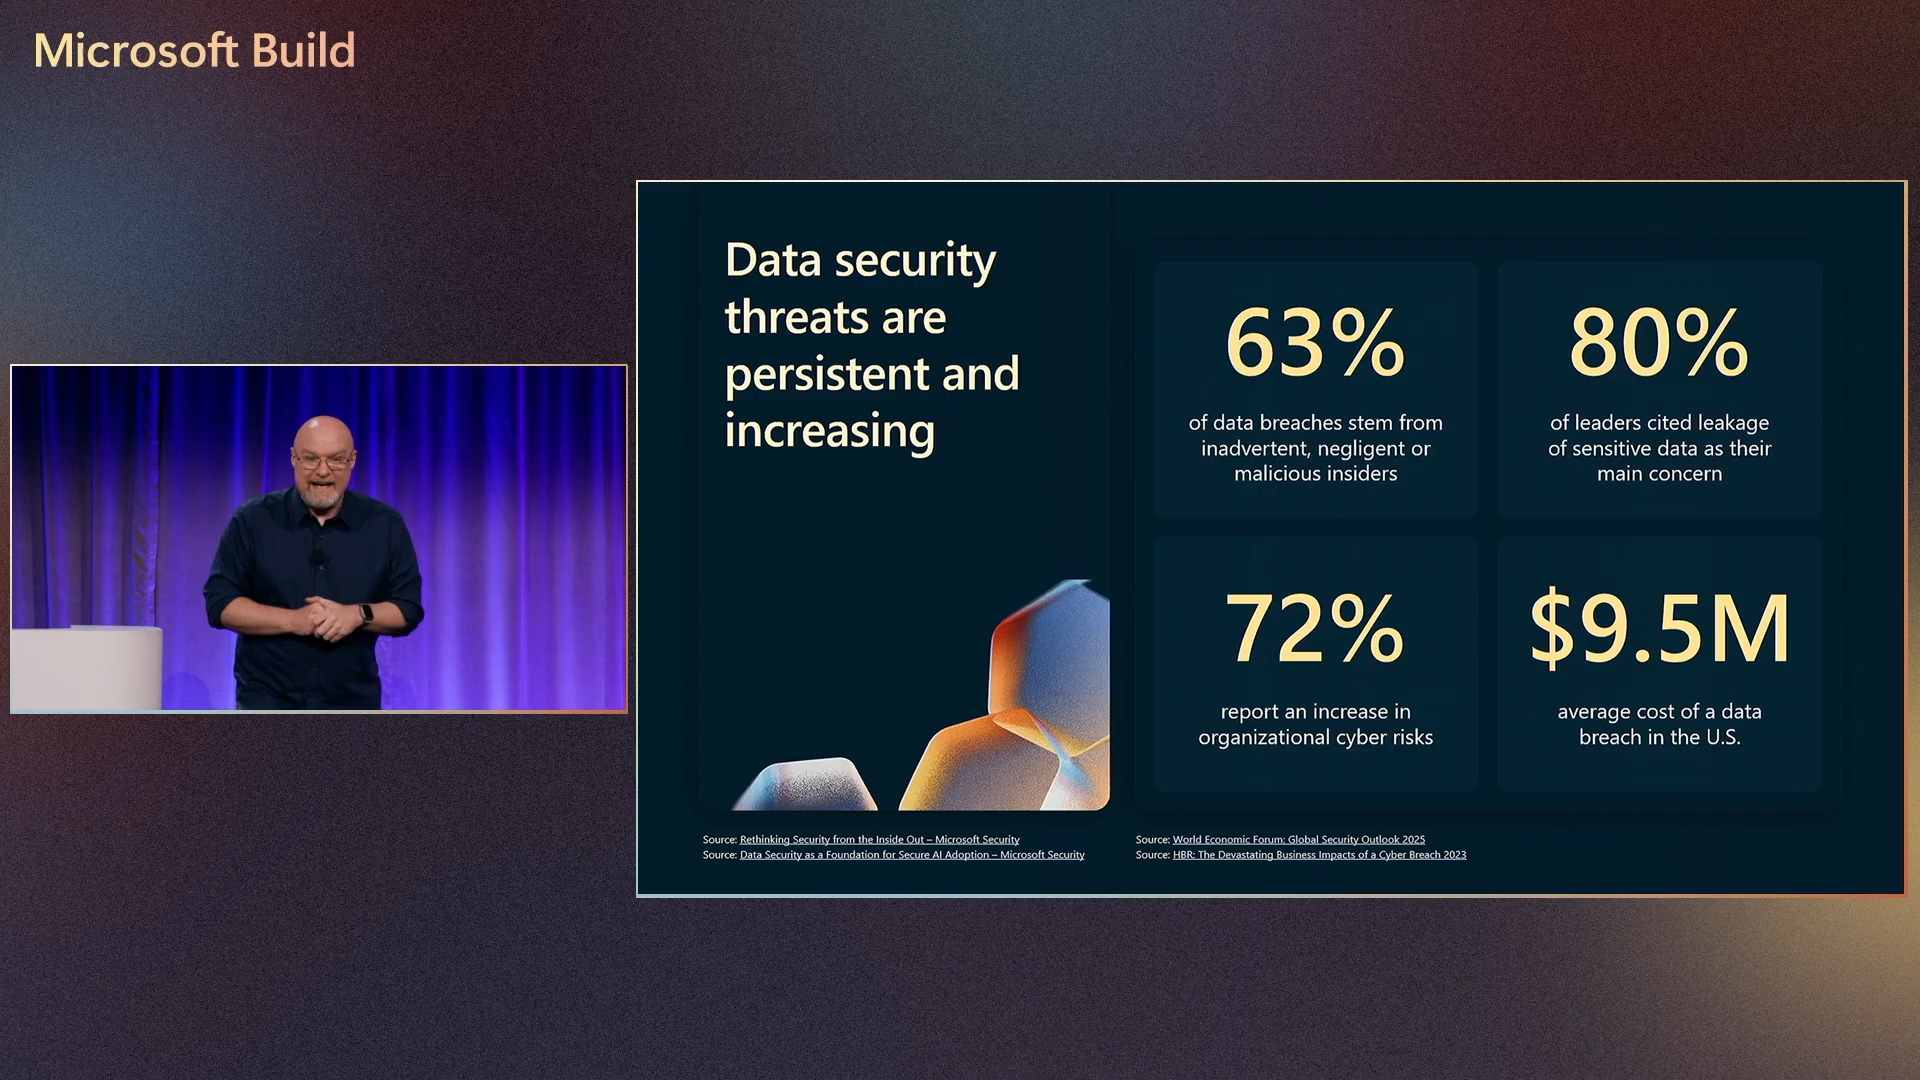 Microsoft Build
Data security
threats are
persistent and
increasing
63%
of data breaches stem from
inadvertent, negligent or
malicious insiders
80%
of leaders cited leakage
of sensitive data as their
main concern
72%
report an increase in
organizational cyber risks
$9.5M
average cost of a data
breach in the U.S.
Source: Rethinking Security from the Inside Out – Microsoft Security
Source: Data Security as a Foundation for Secure AI Adoption – Microsoft Security
Source: World Economic Forum: Global Security Outlook 2025
Source: HBR: The Devastating Business Impacts of a Cyber Breach 2023